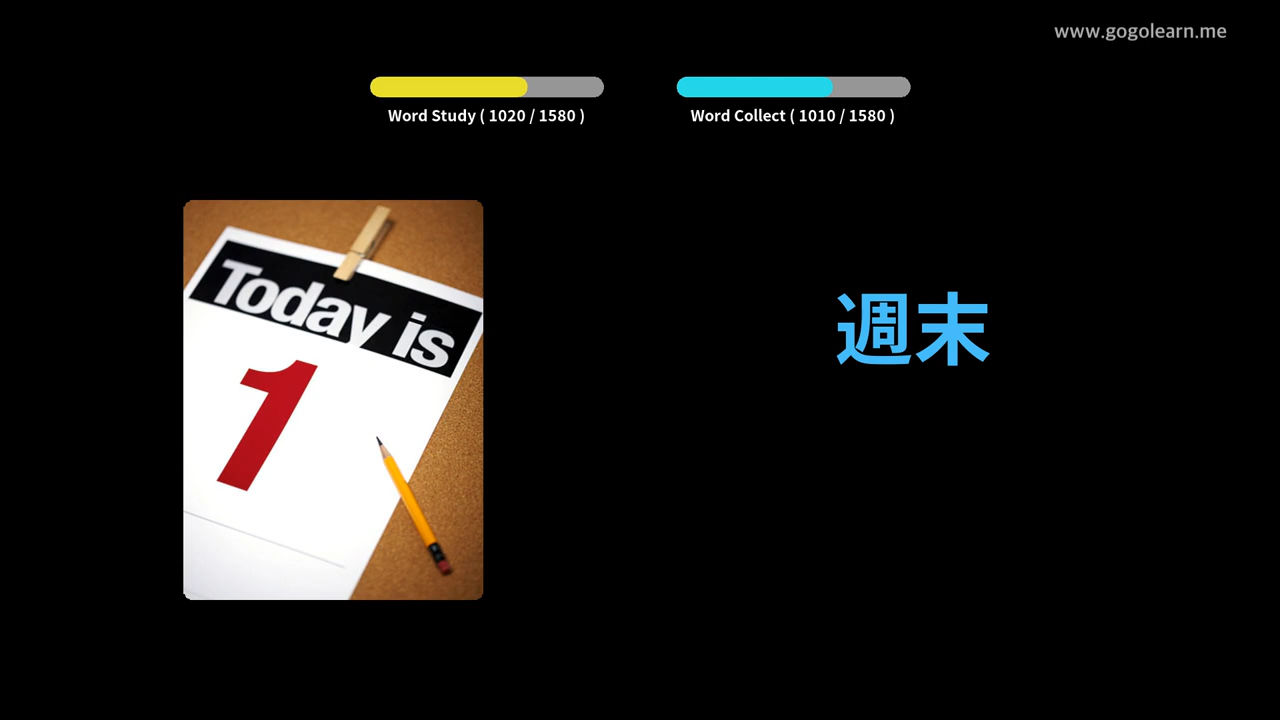 www.gogolearn.me
Word Study ( 1020 / 1580 )
Word Collect ( 1010 / 1580 )
Today is
1
週末